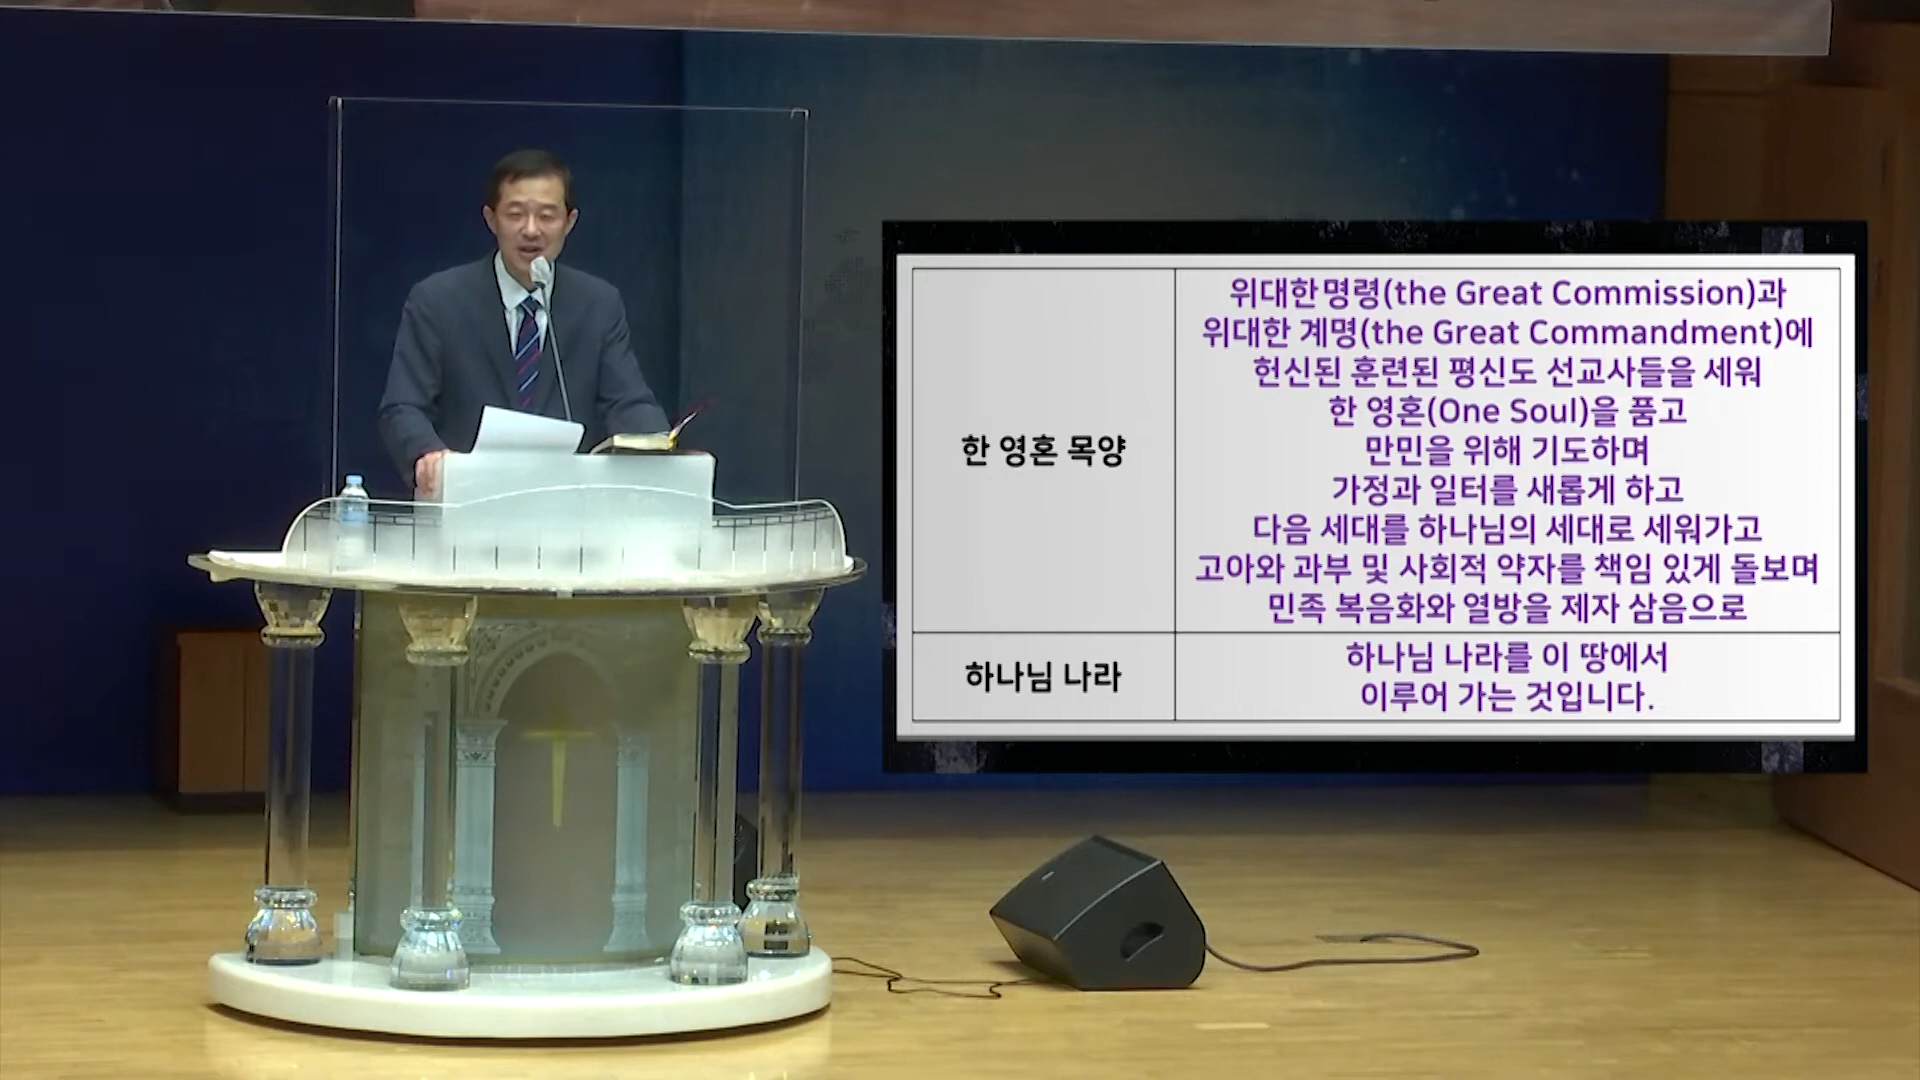 한 영혼 목양
위대한명령(the Great Commission)과
위대한 계명(the Great Commandment)에
헌신된 훈련된 평신도 선교사들을 세워
한 영혼(One Soul)을 품고
만민을 위해 기도하며
가정과 일터를 새롭게 하고
다음 세대를 하나님의 세대로 세워가고
고아와 과부 및 사회적 약자를 책임 있게 돌보며
민족 복음화와 열방을 제자 삼음으로
하나님 나라
하나님 나라를 이 땅에서
이루어 가는 것입니다.